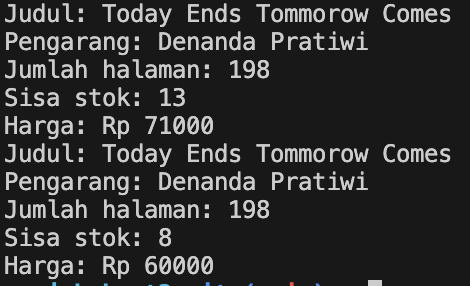 Judul: Today Ends Tommorow Comes
Pengarang: Denanda Pratiwi
Jumlah halaman: 198
Sisa stok: 13
Harga: Rp 71000
Judul: Today Ends Tommorow Comes
Pengarang: Denanda Pratiwi
Jumlah halaman: 198
Sisa stok: 8
Harga: Rp 60000